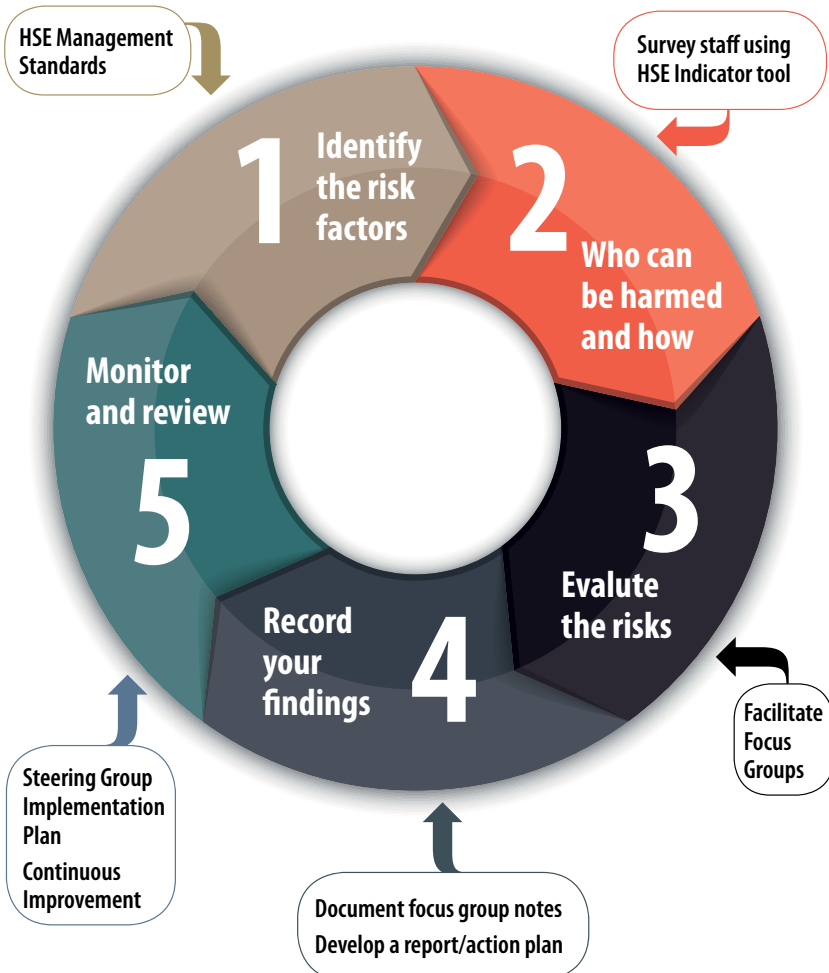 HSE Management
Standards
1
Identify
the risk
factors
Survey staff using
HSE Indicator tool
2
Who can
be harmed
and how
3
Evalute
the risks
Facilitate
Focus
Groups
4
Record
your
findings
Document focus group notes
Develop a report/action plan
Monitor
and review
5
Steering Group
Implementation
Plan
Continuous
Improvement